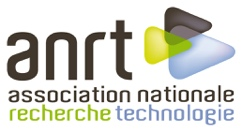 anrt
association nationale
recherche technologie